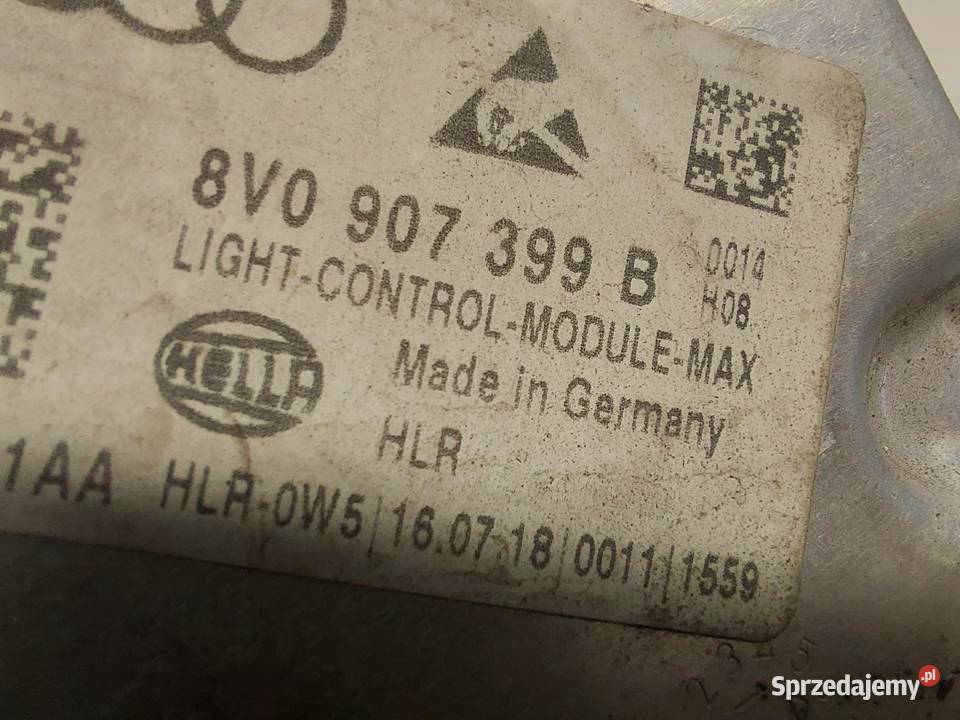 8V0 907 399 B
0014
H08
LIGHT-CONTROL-MODULE-MAX
HELLA
Made in Germany
HLR
1AA HLR-0W5|16.07.18|0011|1559
Sprzedajemy.pl